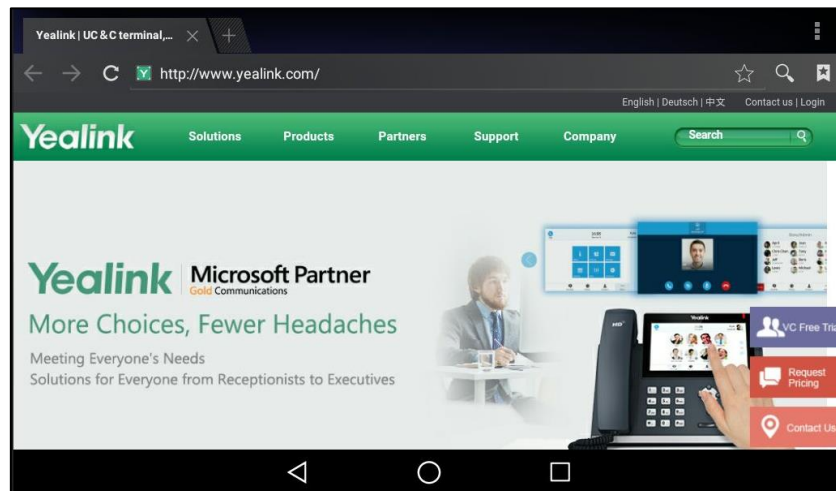 Yealink | UC & C terminal,...
http://www.yealink.com/
English | Deutsch | 中文 Contact us | Login
Yealink Solutions Products Partners Support Company Search
Yealink Microsoft Partner
Gold Communications
More Choices, Fewer Headaches
Meeting Everyone's Needs
Solutions for Everyone from Receptionists to Executives
Yealink
VC Free Tria
Request
Pricing
Contact Us